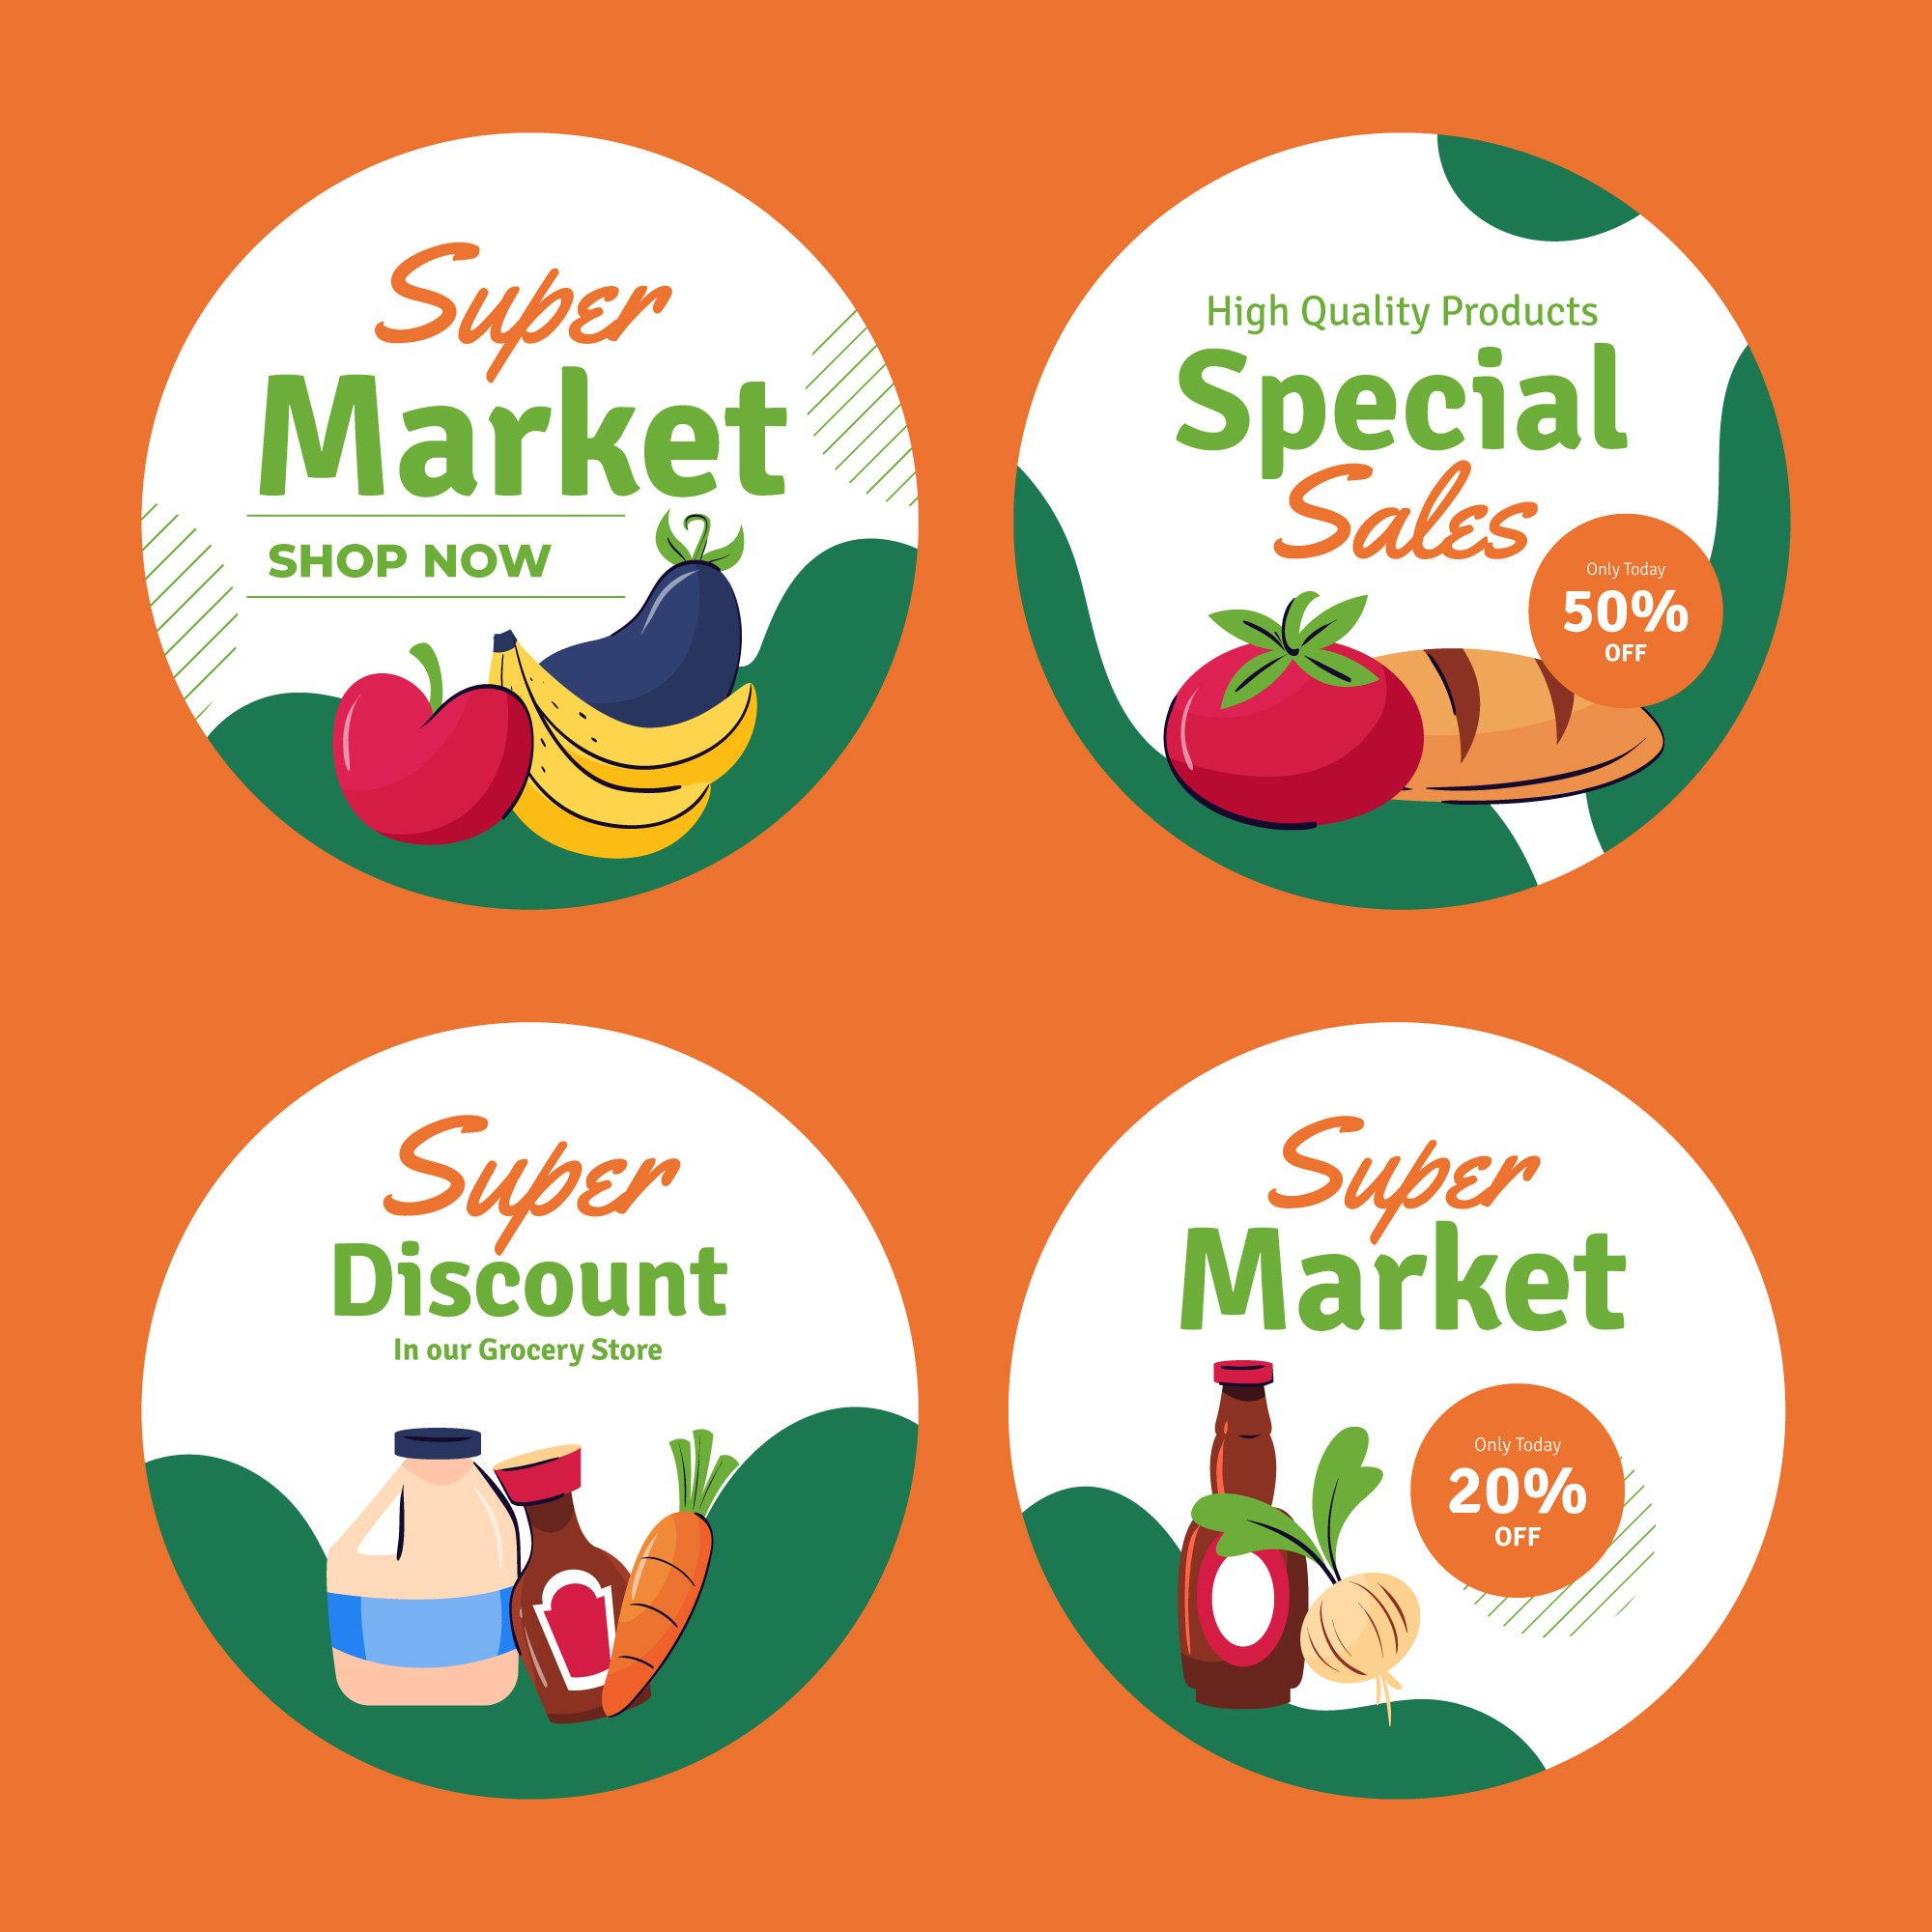 Super
Market
SHOP NOW
High Quality Products
Special
Sales
Only Today
50%
OFF
Super
Discount
In our Grocery Store
Super
Market
Only Today
20%
OFF